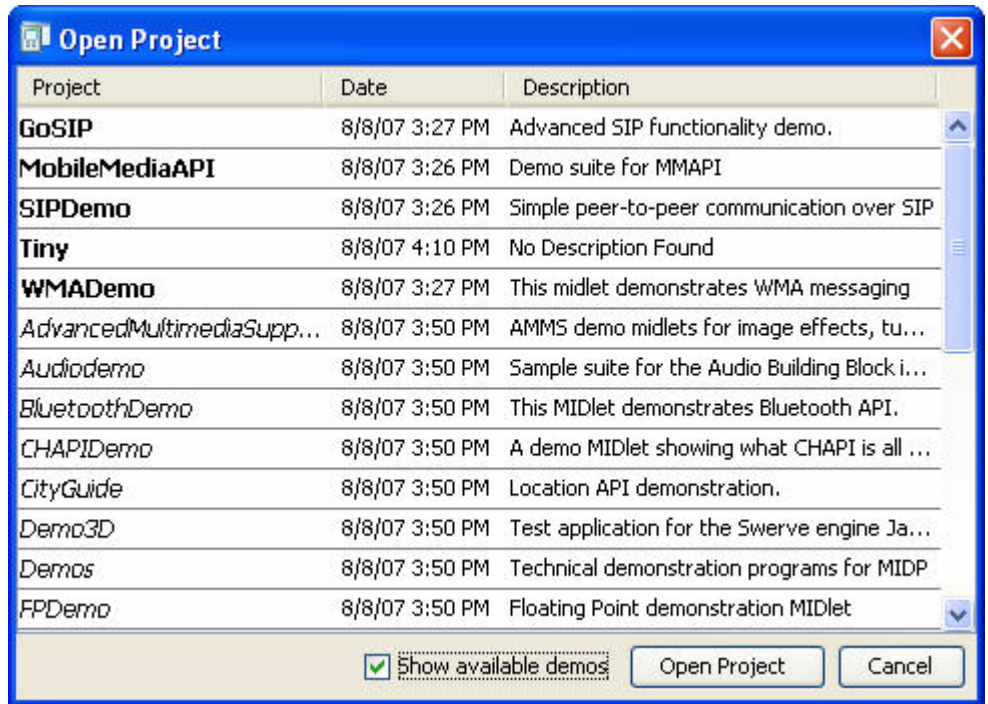 Open Project
Project Date Description
GoSIP 8/8/07 3:27 PM Advanced SIP functionality demo.
MobileMediaAPI 8/8/07 3:26 PM Demo suite for MMAPI
SIPDemo 8/8/07 3:26 PM Simple peer-to-peer communication over SIP
Tiny 8/8/07 4:10 PM No Description Found
WMADemo 8/8/07 3:27 PM This midlet demonstrates WMA messaging
AdvancedMultimediaSupp... 8/8/07 3:50 PM AMMS demo midlets for image effects, tu...
Audiodemo 8/8/07 3:50 PM Sample suite for the Audio Building Block i...
BluetoothDemo 8/8/07 3:50 PM This MIDlet demonstrates Bluetooth API.
CHAPIDemo 8/8/07 3:50 PM A demo MIDlet showing what CHAPI is all ...
CityGuide 8/8/07 3:50 PM Location API demonstration.
Demo3D 8/8/07 3:50 PM Test application for the Swerve engine Ja...
Demos 8/8/07 3:50 PM Technical demonstration programs for MIDP
FPDemo 8/8/07 3:50 PM Floating Point demonstration MIDlet
Show available demos Open Project Cancel